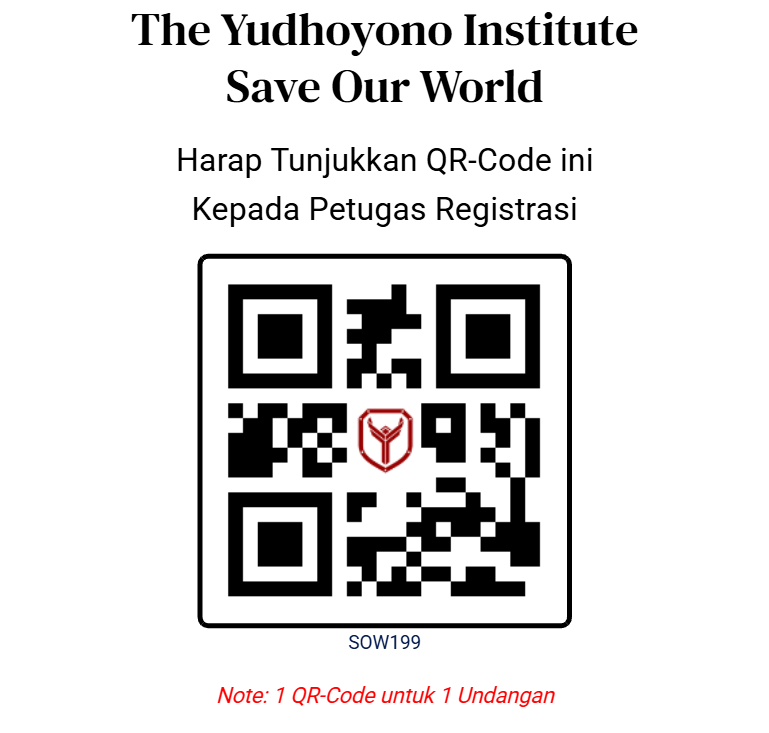 The Yudhoyono Institute
Save Our World
Harap Tunjukkan QR-Code ini
Kepada Petugas Registrasi
SOW199
Note: 1 QR-Code untuk 1 Undangan